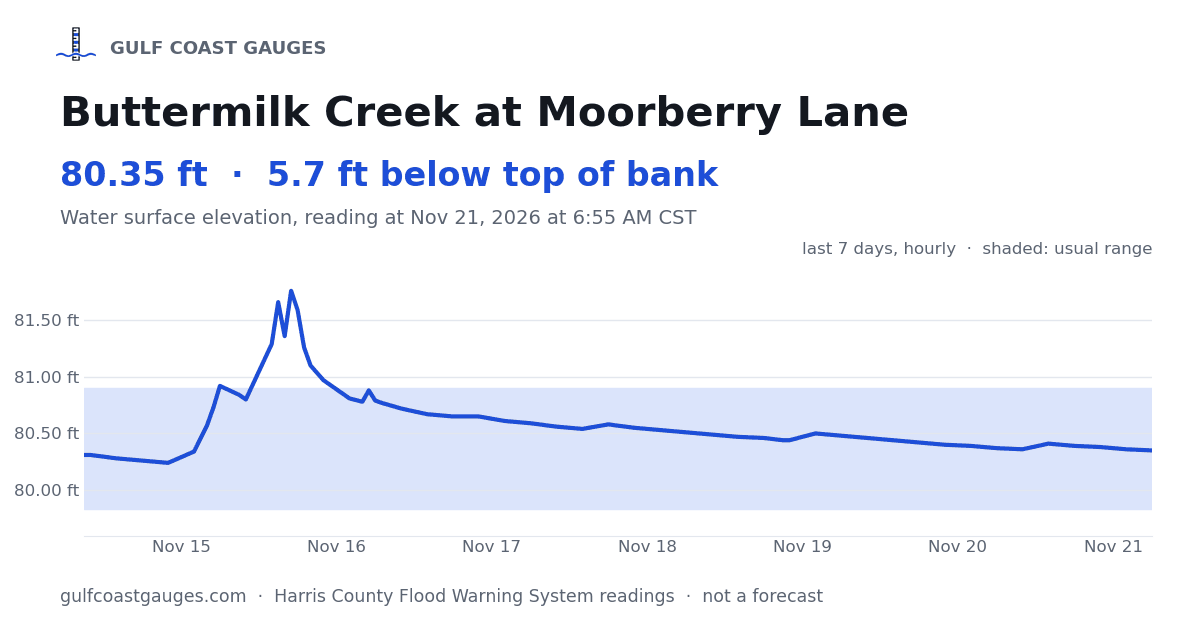 GULF COAST GAUGES
Buttermilk Creek at Moorberry Lane
80.35 ft · 5.7 ft below top of bank
Water surface elevation, reading at Nov 21, 2026 at 6:55 AM CST
last 7 days, hourly · shaded: usual range
81.50 ft
81.00 ft
80.50 ft
80.00 ft
Nov 15 Nov 16 Nov 17 Nov 18 Nov 19 Nov 20 Nov 21
gulfcoastgauges.com · Harris County Flood Warning System readings · not a forecast